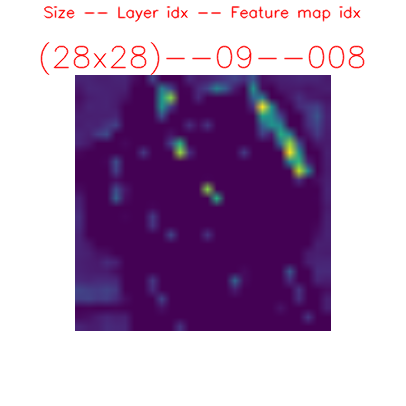 Size -- Layer idx -- Feature map idx
(28x28)--09--008